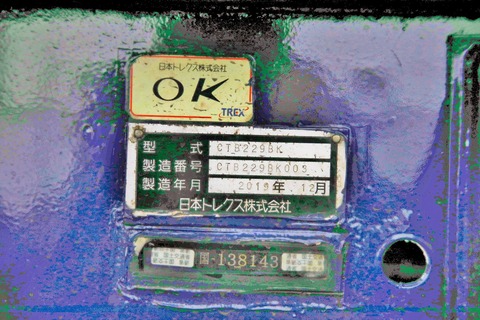 日本トレクス株式会社
OK
TREX
型式 CTB229BK
製造番号 CTB229BK003
製造年月 2019年 12月
日本トレクス株式会社
国-138143